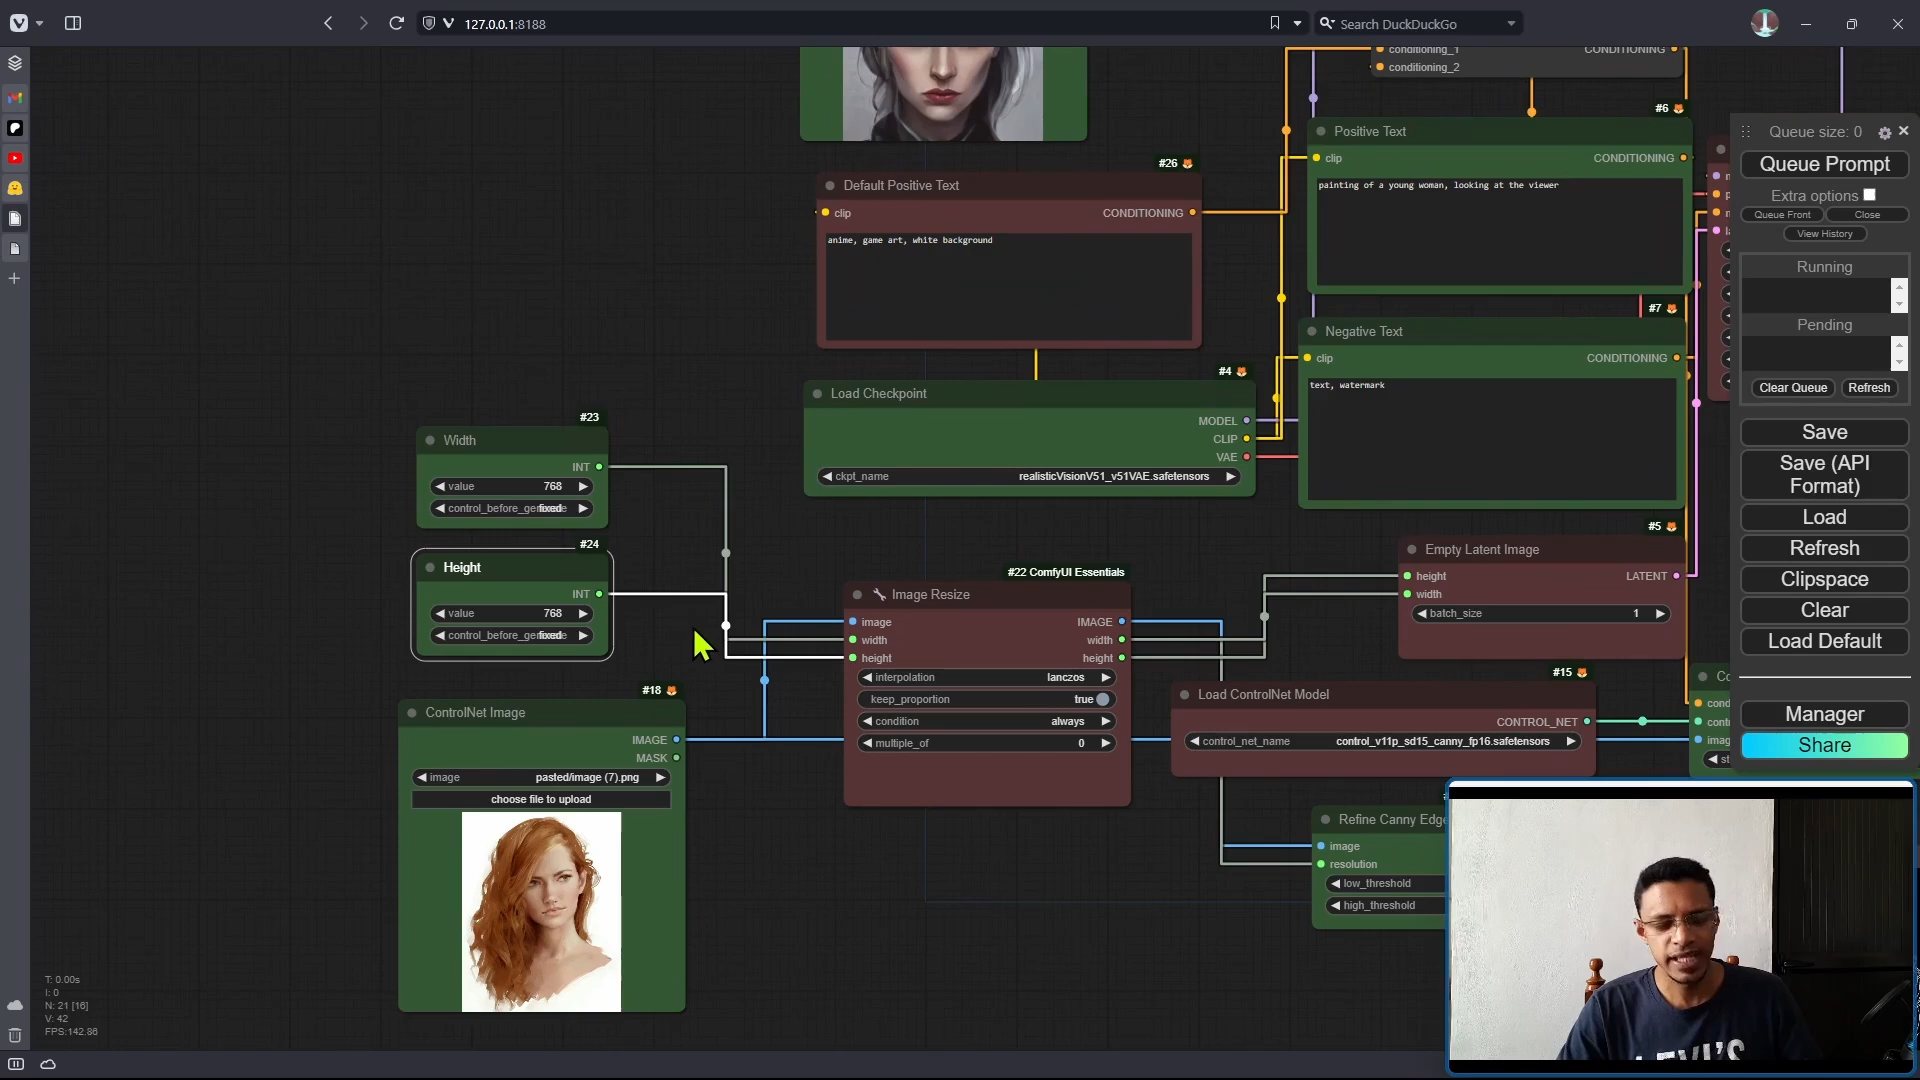 127.0.0.1:8188
Search DuckDuckGo
conditioning_1
CONDITIONING
conditioning_2
#6
Positive Text
clip
CONDITIONING
painting of a young woman, looking at the viewer
#26
Default Positive Text
clip
CONDITIONING
anime, game art, white background
#7
Negative Text
clip
CONDITIONING
text, watermark
#4
Load Checkpoint
MODEL
CLIP
VAE
ckpt_name
realisticVisionV51_v51VAE.safetensors
#23
Width
INT
value
768
control_before_gen
fixed
#24
Height
INT
value
768
control_before_gen
fixed
#5
Empty Latent Image
height
LATENT
width
batch_size
1
#22 ComfyUI Essentials
Image Resize
image
IMAGE
width
width
height
height
interpolation
lanczos
keep_proportion
true
condition
always
multiple_of
0
#15
Load ControlNet Model
CONTROL_NET
control_net_name
control_v11p_sd15_canny_fp16.safetensors
#18
ControlNet Image
IMAGE
MASK
image
pasted/image (7).png
choose file to upload
Refine Canny Edge
image
resolution
low_threshold
high_threshold
Queue size: 0
Queue Prompt
Extra options
Queue Front
Close
View History
Running
Pending
Clear Queue
Refresh
Save
Save (API
Format)
Load
Refresh
Clipspace
Clear
Load Default
Manager
Share
T: 0.00s
I: 0
N: 21 [16]
V: 42
FPS:142.86
LEVI'S